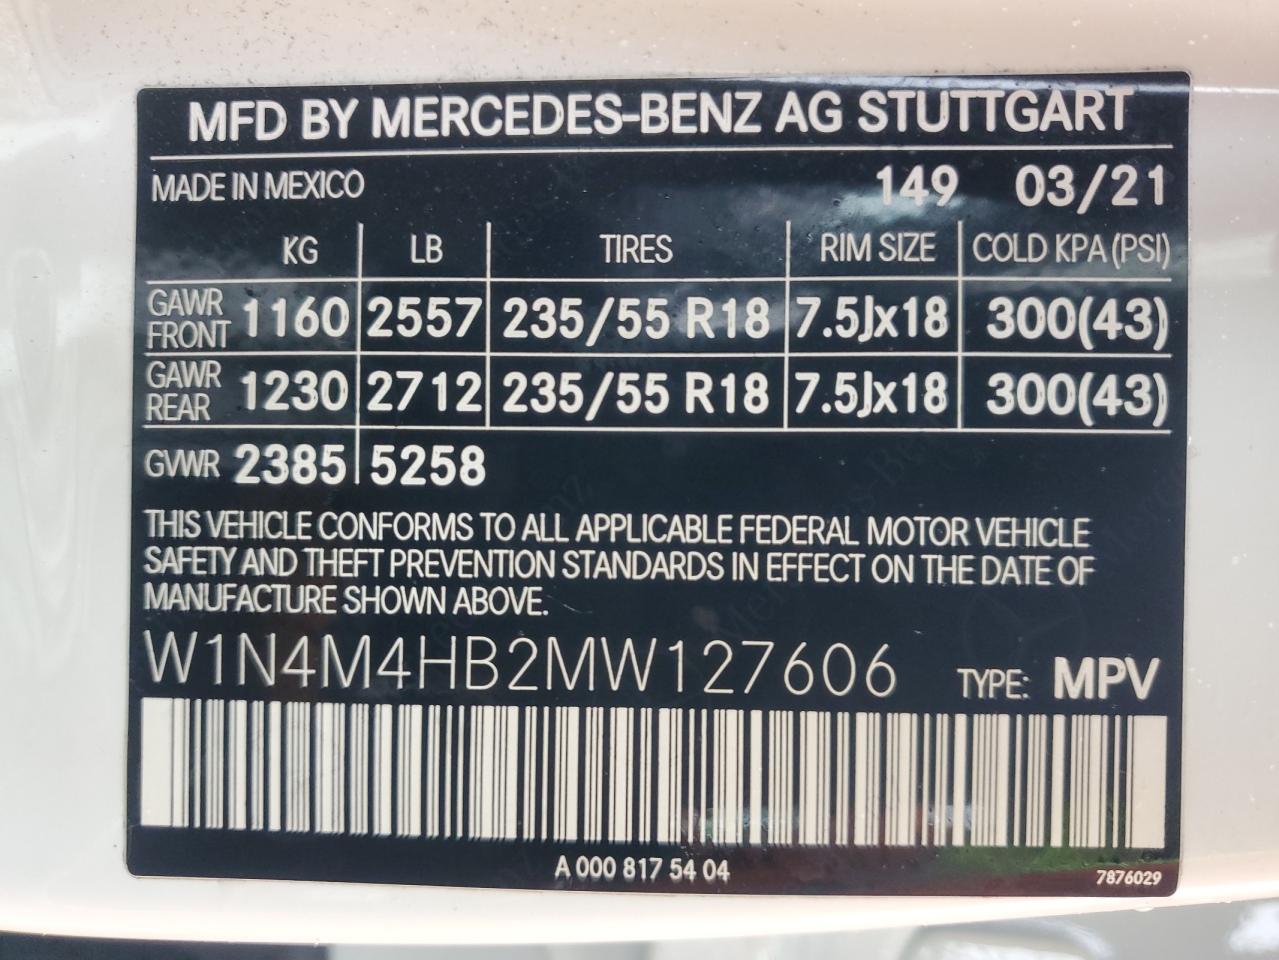 MFD BY MERCEDES-BENZ AG STUTTGART
MADE IN MEXICO 149 03/21
KG LB TIRES RIM SIZE COLD KPA (PSI)
GAWR FRONT 1160 2557 235/55 R18 7.5Jx18 300(43)
GAWR REAR 1230 2712 235/55 R18 7.5Jx18 300(43)
GVWR 2385 5258
THIS VEHICLE CONFORMS TO ALL APPLICABLE FEDERAL MOTOR VEHICLE
SAFETY AND THEFT PREVENTION STANDARDS IN EFFECT ON THE DATE OF
MANUFACTURE SHOWN ABOVE.
W1N4M4HB2MW127606 TYPE: MPV
A 000 817 54 04
7876029